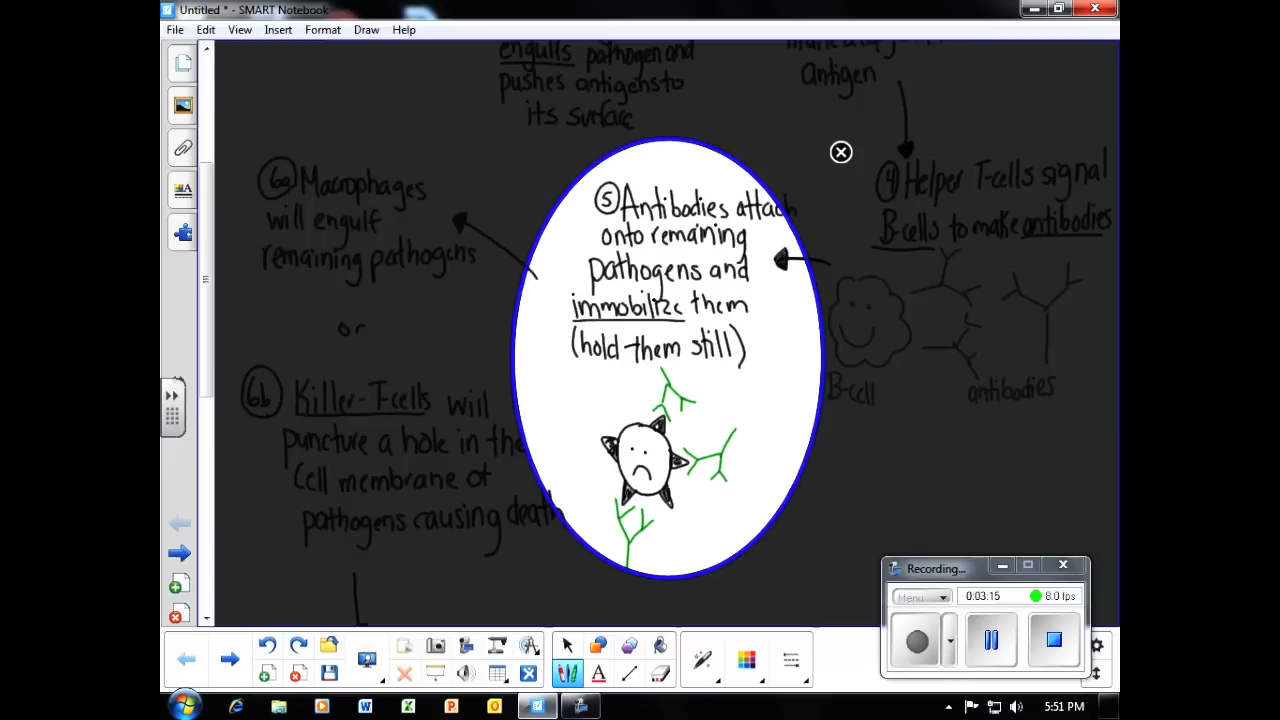 Untitled * - SMART Notebook
File Edit View Insert Format Draw Help
engulfs pathogen and
pushes antigens to
its surface
antigen
④ Helper T-cells signal
B-cells to make antibodies
B-cell
antibodies
⑤ Antibodies attach
onto remaining
pathogens and
immobilize them
(hold them still)
6a Macrophages
will engulf
remaining pathogens
or
6b Killer T-cells will
puncture a hole in the
cell membrane of
pathogens causing death
Recording...
Menu
0:03:15
8.0 fps
5:51 PM